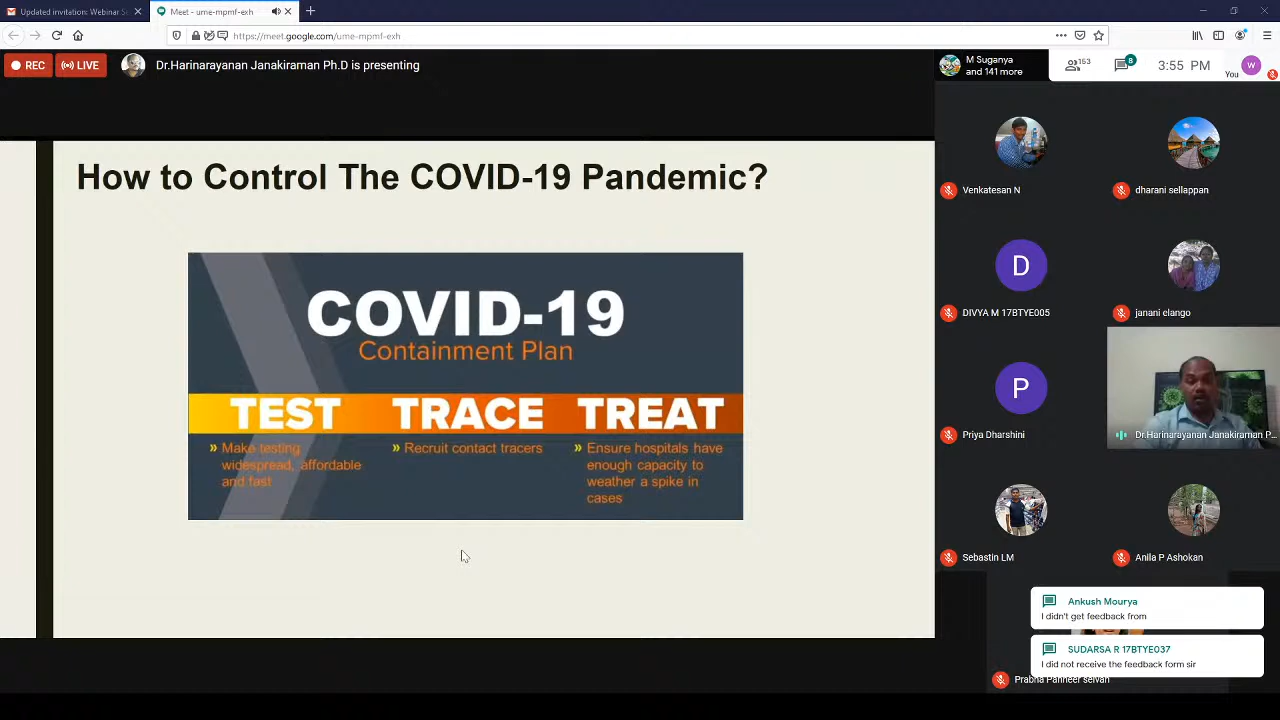 Updated invitation: Webinar Se
Meet - ume-mpmf-exh
https://meet.google.com/ume-mpmf-exh
REC
LIVE
Dr.Harinarayanan Janakiraman Ph.D is presenting
M Suganya
and 141 more
153
8
3:55 PM
You
W
How to Control The COVID-19 Pandemic?
COVID-19
Containment Plan
TEST TRACE TREAT
» Make testing
widespread, affordable
and fast
» Recruit contact tracers
» Ensure hospitals have
enough capacity to
weather a spike in
cases
Venkatesan N
dharani sellappan
D
DIVYA M 17BTYE005
janani elango
P
Priya Dharshini
Dr.Harinarayanan Janakiraman P...
Sebastin LM
Anila P Ashokan
Ankush Mourya
I didn't get feedback from
SUDARSA R 17BTYE037
I did not receive the feedback form sir
Prabha Panneer selvan